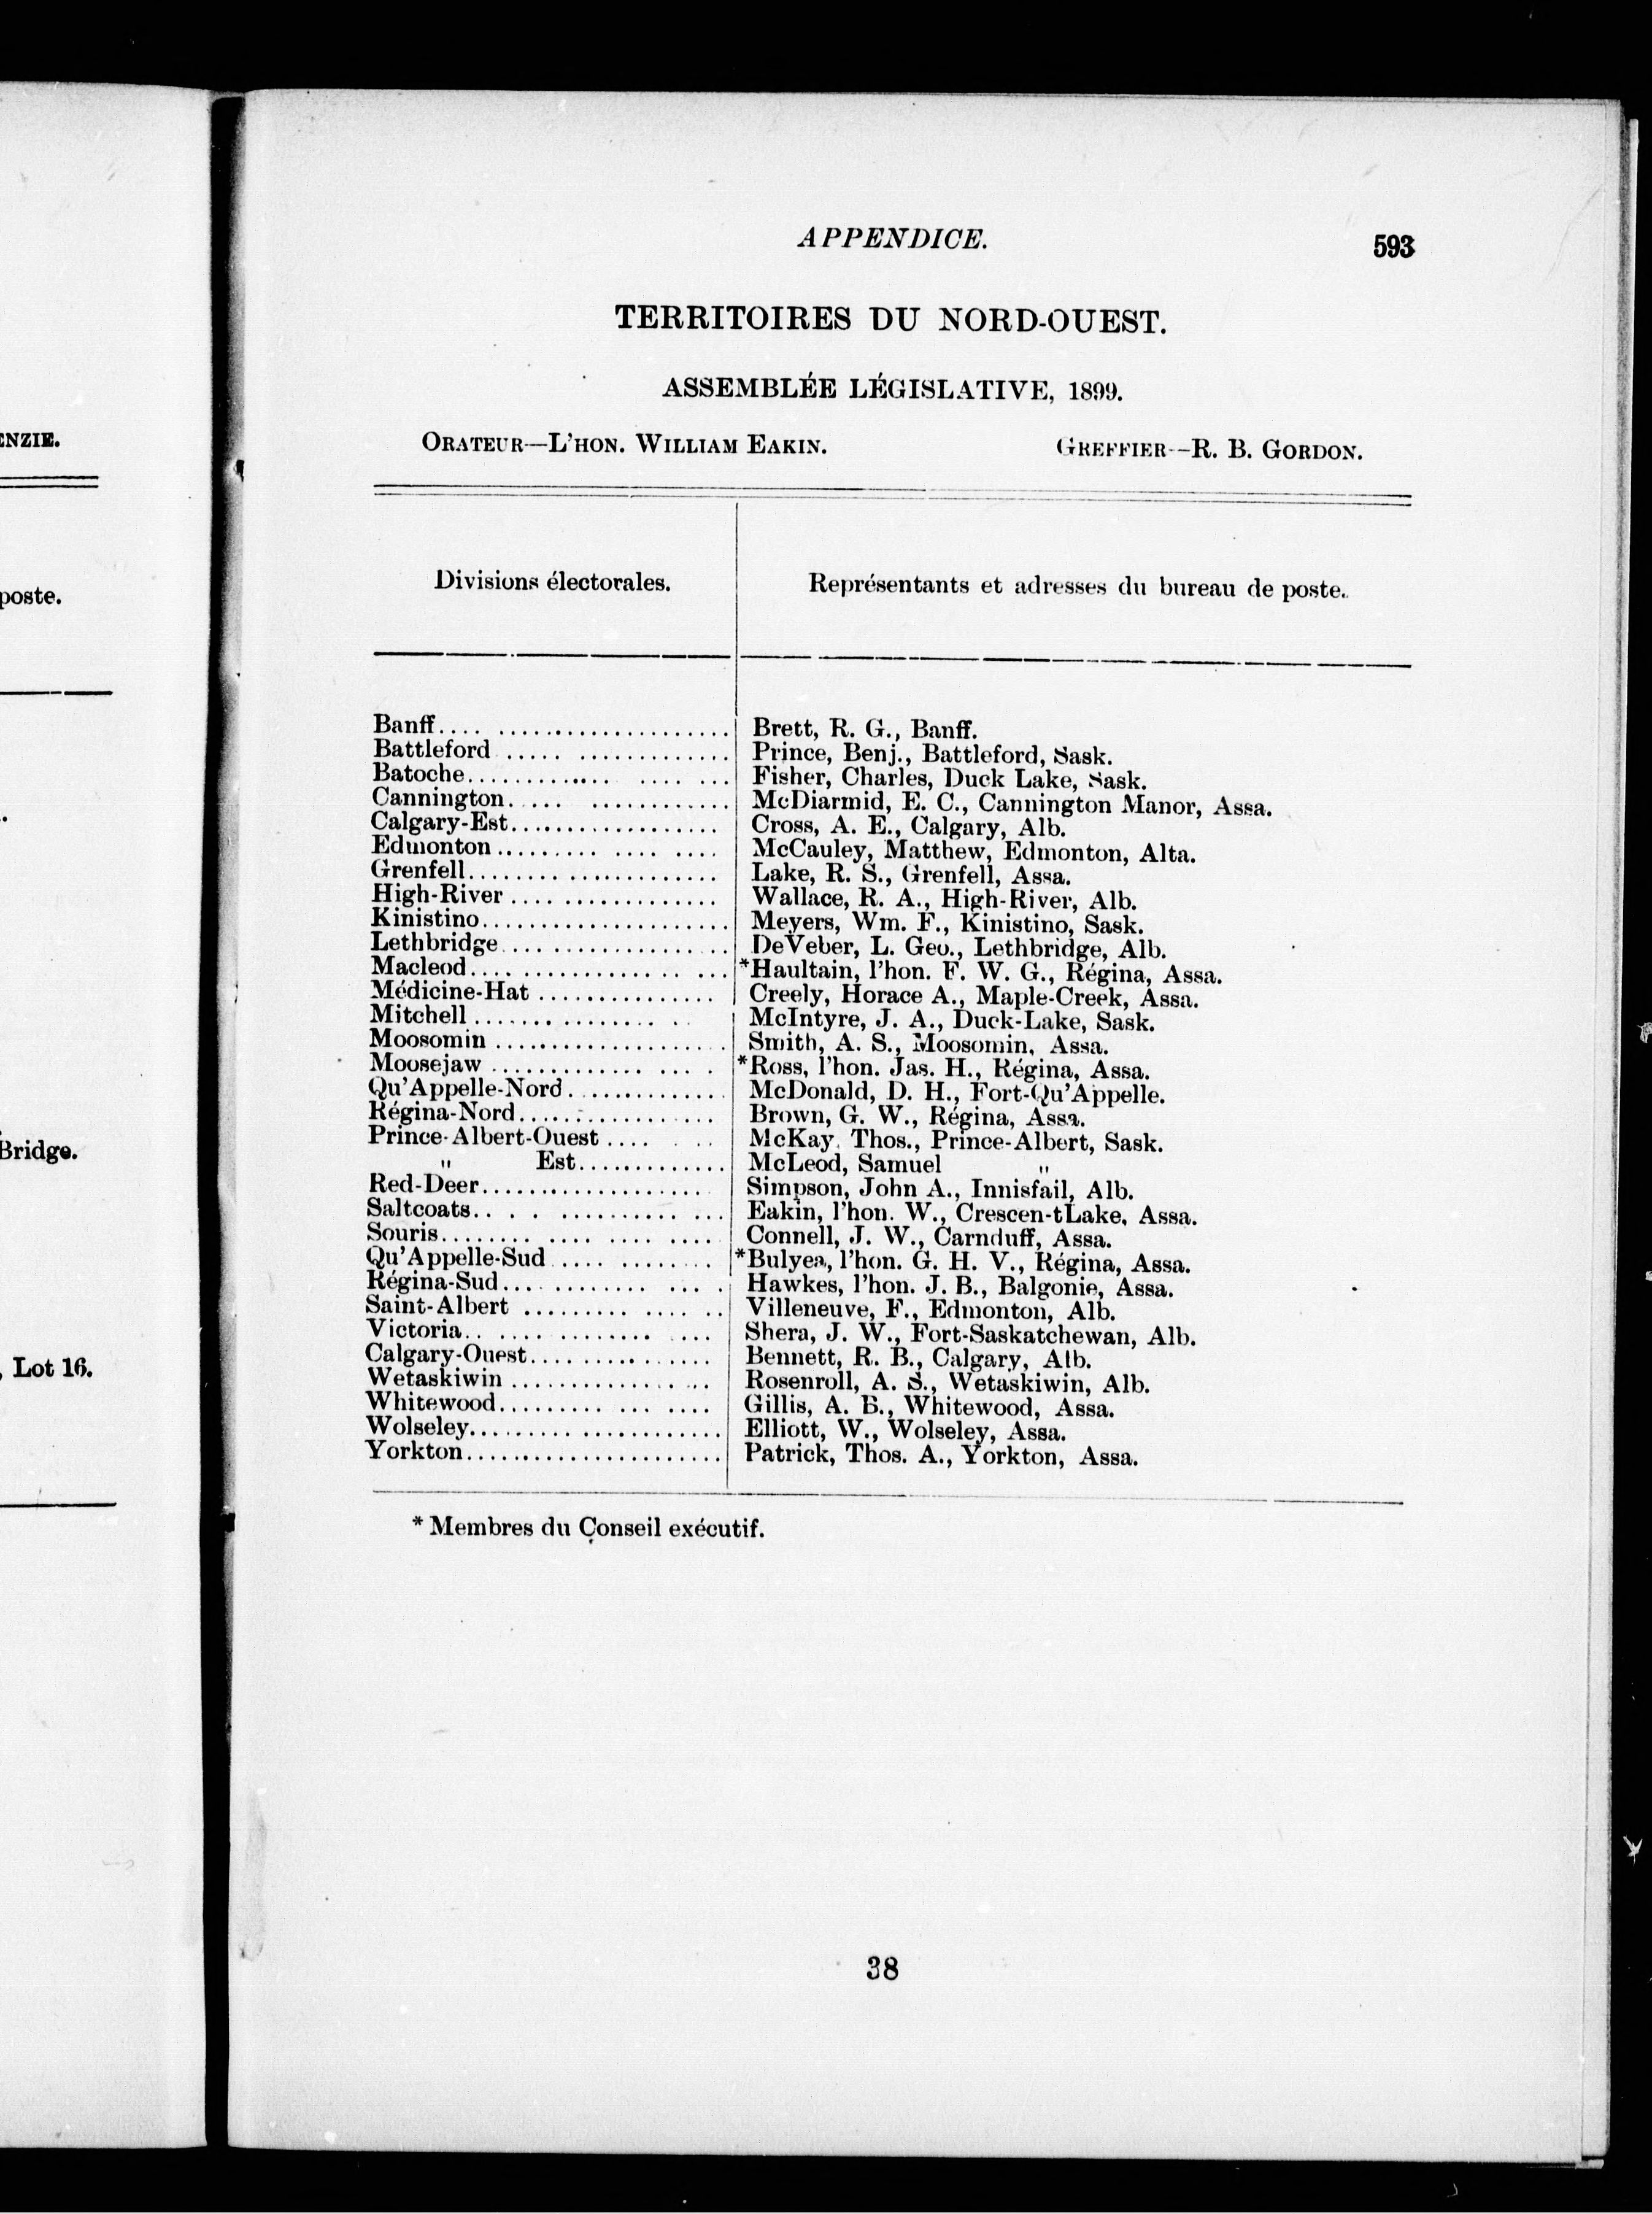 ENZIE.
poste.
Bridge.
, Lot 16.
APPENDICE. 593
TERRITOIRES DU NORD-OUEST.
ASSEMBLÉE LÉGISLATIVE, 1899.
ORATEUR—L'HON. WILLIAM EAKIN. GREFFIER—R. B. GORDON.
Divisions électorales. Représentants et adresses du bureau de poste.
Banff.... ..................... Brett, R. G., Banff.
Battleford ..... .............. Prince, Benj., Battleford, Sask.
Batoche............. .... ... Fisher, Charles, Duck Lake, Sask.
Cannington..... ............. McDiarmid, E. C., Cannington Manor, Assa.
Calgary-Est................... Cross, A. E., Calgary, Alb.
Edmonton......... .... .... McCauley, Matthew, Edmonton, Alta.
Grenfell........ .............. Lake, R. S., Grenfell, Assa.
High-River .................. Wallace, R. A., High-River, Alb.
Kinistino...................... Meyers, Wm. F., Kinistino, Sask.
Lethbridge.................... DeVeber, L. Geo., Lethbridge, Alb.
Macleod.................. ... *Haultain, l'hon. F. W. G., Régina, Assa.
Médicine-Hat ................ Creely, Horace A., Maple-Creek, Assa.
Mitchell ................. .. McIntyre, J. A., Duck-Lake, Sask.
Moosomin ..................... Smith, A. S., Moosomin, Assa.
Moosejaw ............... .. . *Ross, l'hon. Jas. H., Régina, Assa.
Qu'Appelle-Nord.............. McDonald, D. H., Fort-Qu'Appelle.
Régina-Nord.................. Brown, G. W., Régina, Assa.
Prince-Albert-Ouest .... ... McKay, Thos., Prince-Albert, Sask.
" Est............. McLeod, Samuel "
Red-Deer..................... Simpson, John A., Innisfail, Alb.
Saltcoats.. . . ........... ... Eakin, l'hon. W., Crescen-tLake, Assa.
Souris........ .... .... .... Connell, J. W., Carnduff, Assa.
Qu'Appelle-Sud ..... ........ *Bulyea, l'hon. G. H. V., Régina, Assa.
Régina-Sud.... .......... ... . Hawkes, l'hon. J. B., Balgonie, Assa.
Saint-Albert .......... ..... .. Villeneuve, F., Edmonton, Alb.
Victoria.. .............. ... Shera, J. W., Fort-Saskatchewan, Alb.
Calgary-Ouest................ Bennett, R. B., Calgary, Alb.
Wetaskiwin .................. Rosenroll, A. S., Wetaskiwin, Alb.
Whitewood......... ... .... Gillis, A. B., Whitewood, Assa.
Wolseley....................... Elliott, W., Wolseley, Assa.
Yorkton....................... Patrick, Thos. A., Yorkton, Assa.
* Membres du Conseil exécutif.
38